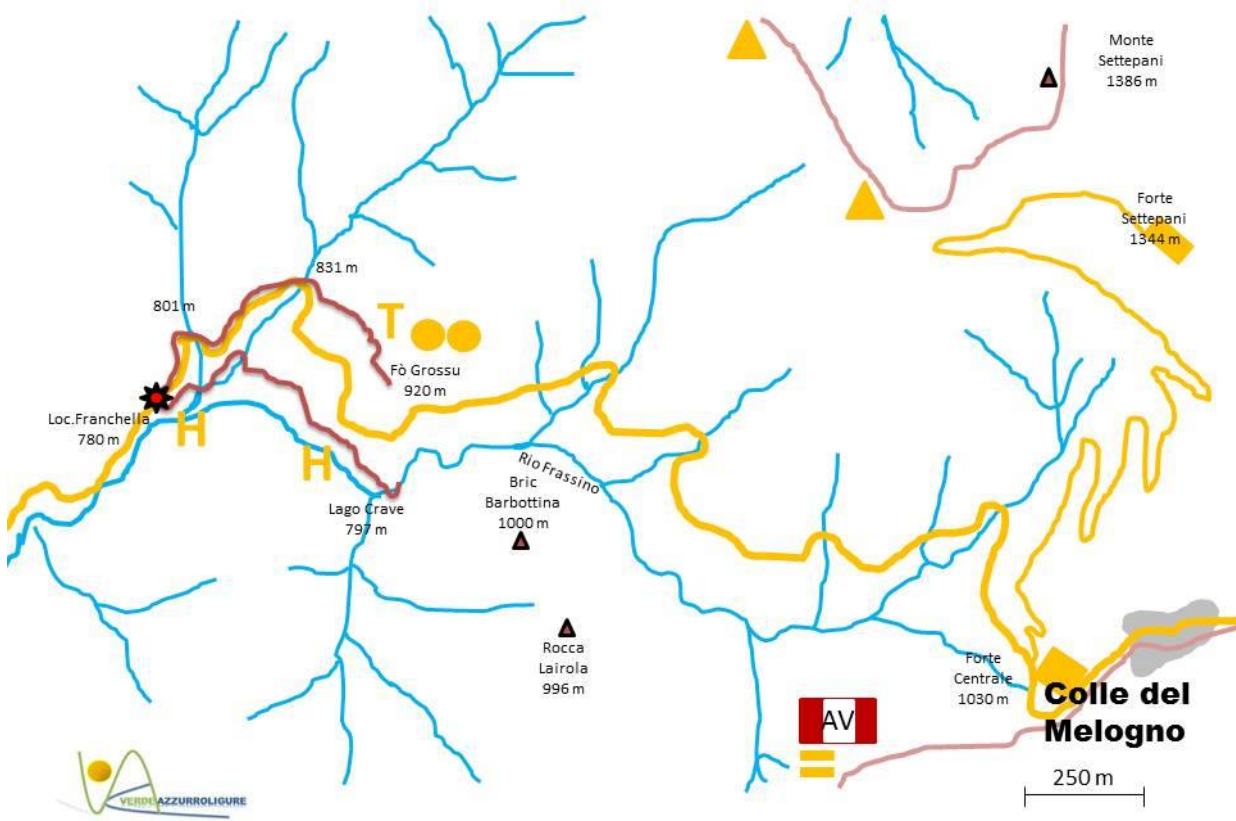 Monte
Settepani
1386 m
Forte
Settepani
1344 m
831 m
801 m
T
Fò Grossu
920 m
Loc.Franchella
780 m
H
H
Lago Crave
797 m
Rio Frassino
Bric
Barbottina
1000 m
Rocca
Lairola
996 m
Forte
Centrale
1030 m
Colle del
Melogno
AV
250 m
VERDEAZZURROLIGURE